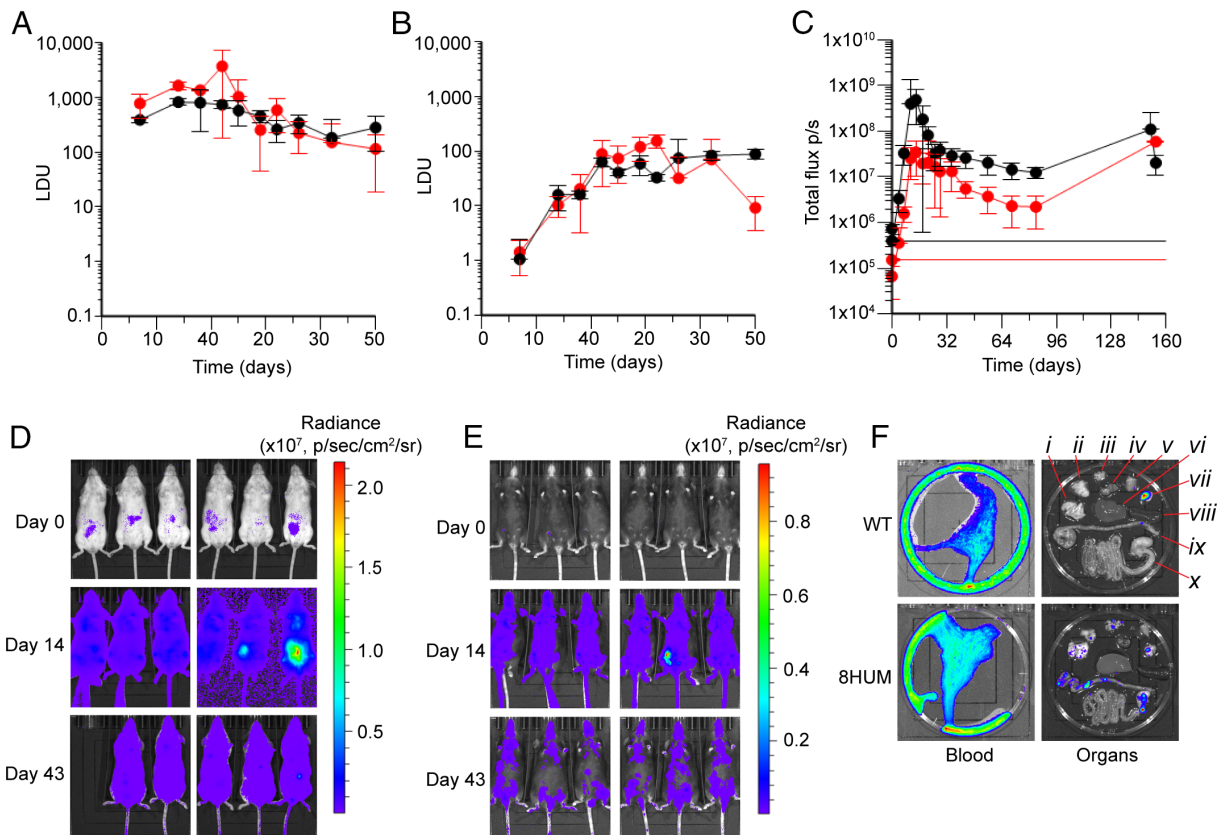 A
10,000
1,000
100
10
1
0.1
LDU
0 10 40 20 30 50
Time (days)
B
10,000
1,000
100
10
1
0.1
LDU
0 10 40 20 30 50
Time (days)
C
1x10¹⁰
1x10⁹
1x10⁸
1x10⁷
1x10⁶
1x10⁵
1x10⁴
Total flux p/s
0 32 64 96 128 160
Time (days)
D
Radiance
(x10⁷, p/sec/cm²/sr)
Day 0
Day 14
Day 43
2.0
1.5
1.0
0.5
E
Radiance
(x10⁷, p/sec/cm²/sr)
Day 0
Day 14
Day 43
0.8
0.6
0.4
0.2
F
i ii iii iv v vi
vii
viii
ix
x
WT
8HUM
Blood
Organs